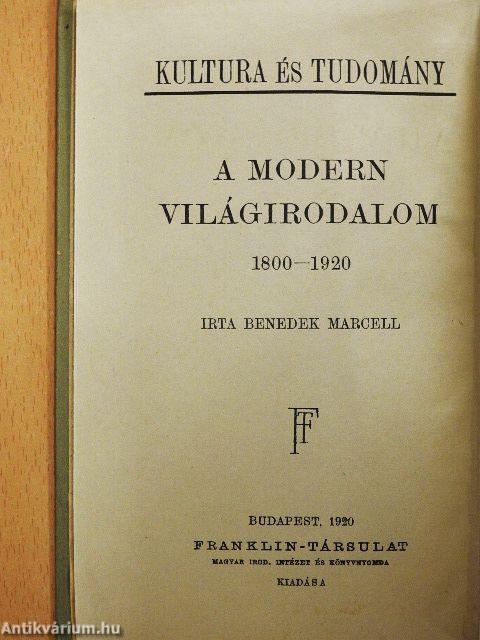 KULTURA ÉS TUDOMÁNY
A MODERN
VILÁGIRODALOM
1800—1920
IRTA BENEDEK MARCELL
FT
BUDAPEST, 1920
FRANKLIN-TÁRSULAT
MAGYAR IROD. INTÉZET ÉS KÖNYVNYOMDA
KIADÁSA
Antikvárium.hu